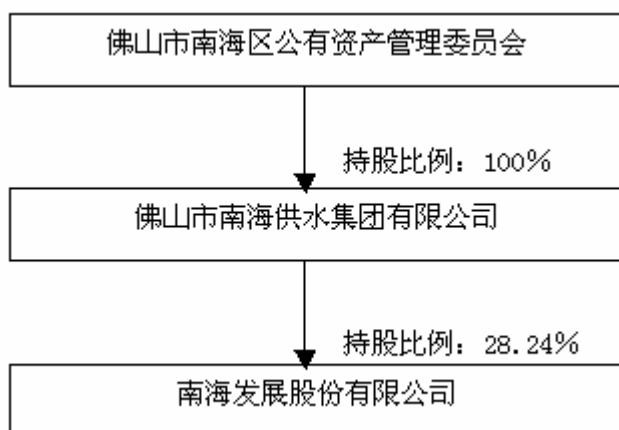 佛山市南海区公有资产管理委员会
持股比例：100%
佛山市南海供水集团有限公司
持股比例：28.24%
南海发展股份有限公司